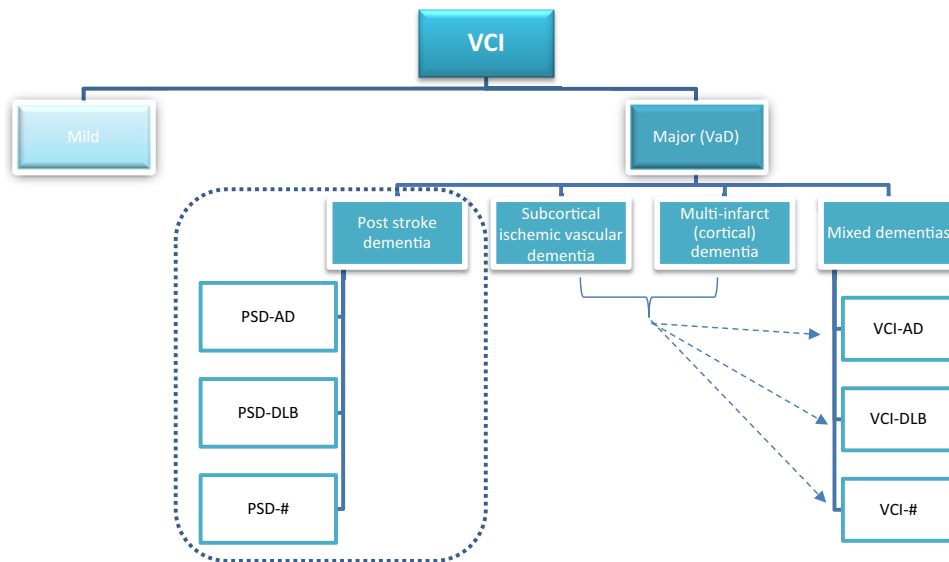 VCI
Mild
Major (VaD)
Post stroke
dementia
Subcortical
ischemic vascular
dementia
Multi-infarct
(cortical)
dementia
Mixed dementias
PSD-AD
PSD-DLB
PSD-#
VCI-AD
VCI-DLB
VCI-#